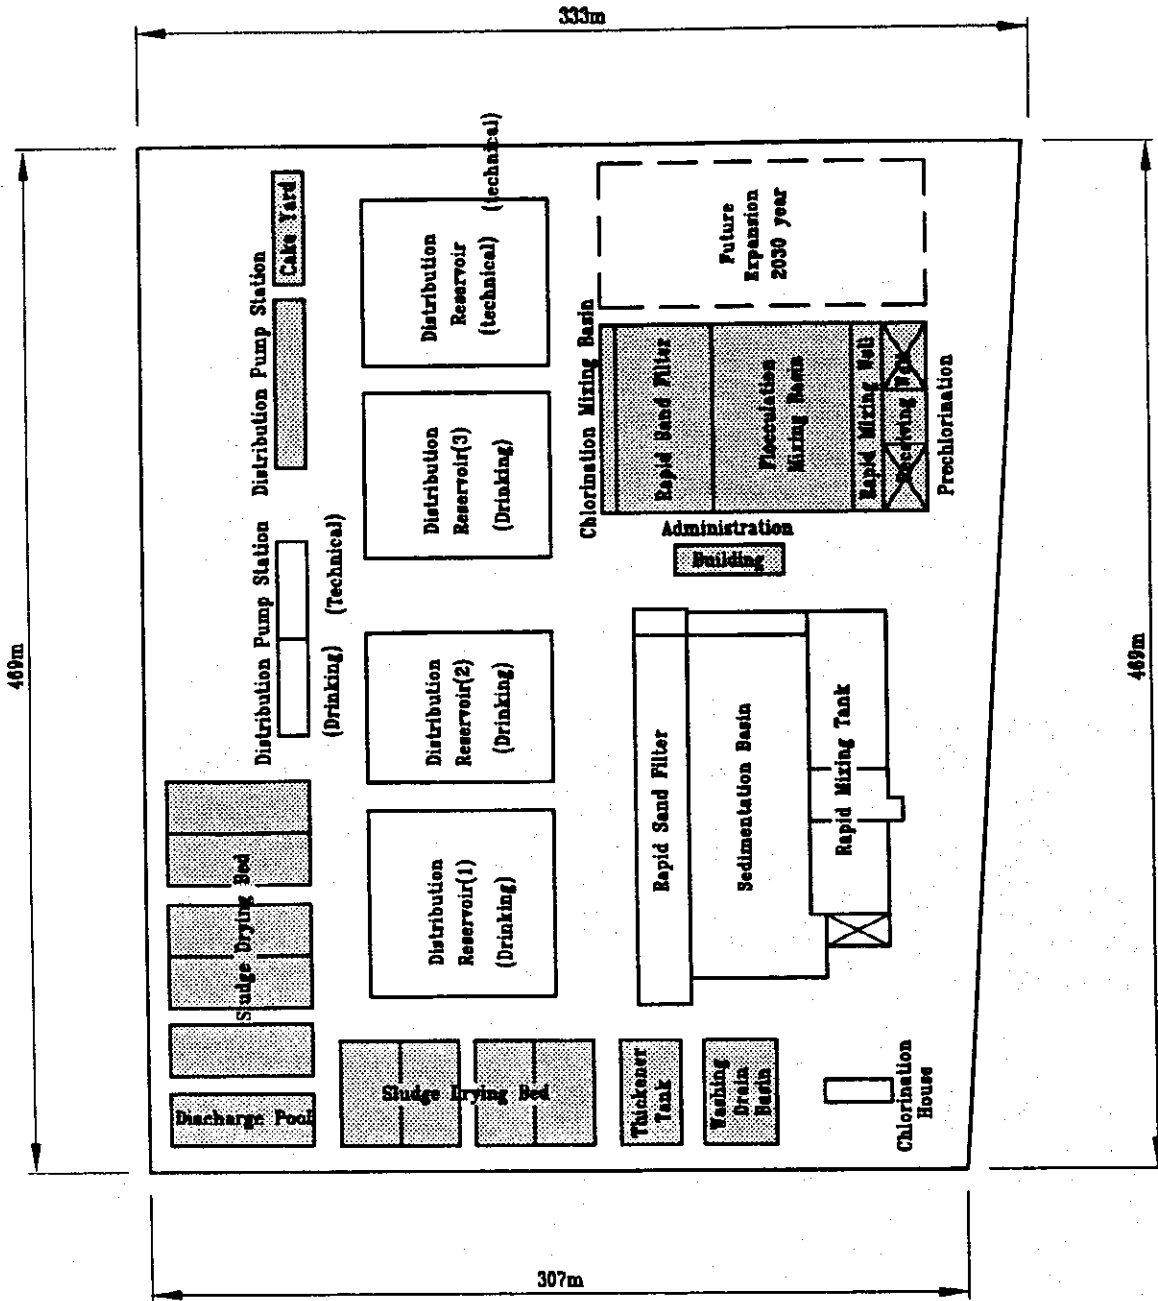 333m
469m
469m
307m
Cake Yard
Distribution Pump Station
Distribution
Reservoir
(technical)
(technical)
Future
Expansion
2030 year
Chlorination Mixing Basin
Rapid Sand Filter
Flocculation
Mixing Basin
Rapid Mixing Well
Receiving Well
Prechlorination
Distribution
Reservoir(3)
(Drinking)
Administration
Building
Distribution Pump Station
(Technical)
(Drinking)
Distribution
Reservoir(2)
(Drinking)
Distribution
Reservoir(1)
(Drinking)
Rapid Sand Filter
Sedimentation Basin
Rapid Mixing Tank
Sludge Drying Bed
Discharge Pool
Sludge Drying Bed
Thickener
Tank
Washing
Drain
Basin
Chlorination
House